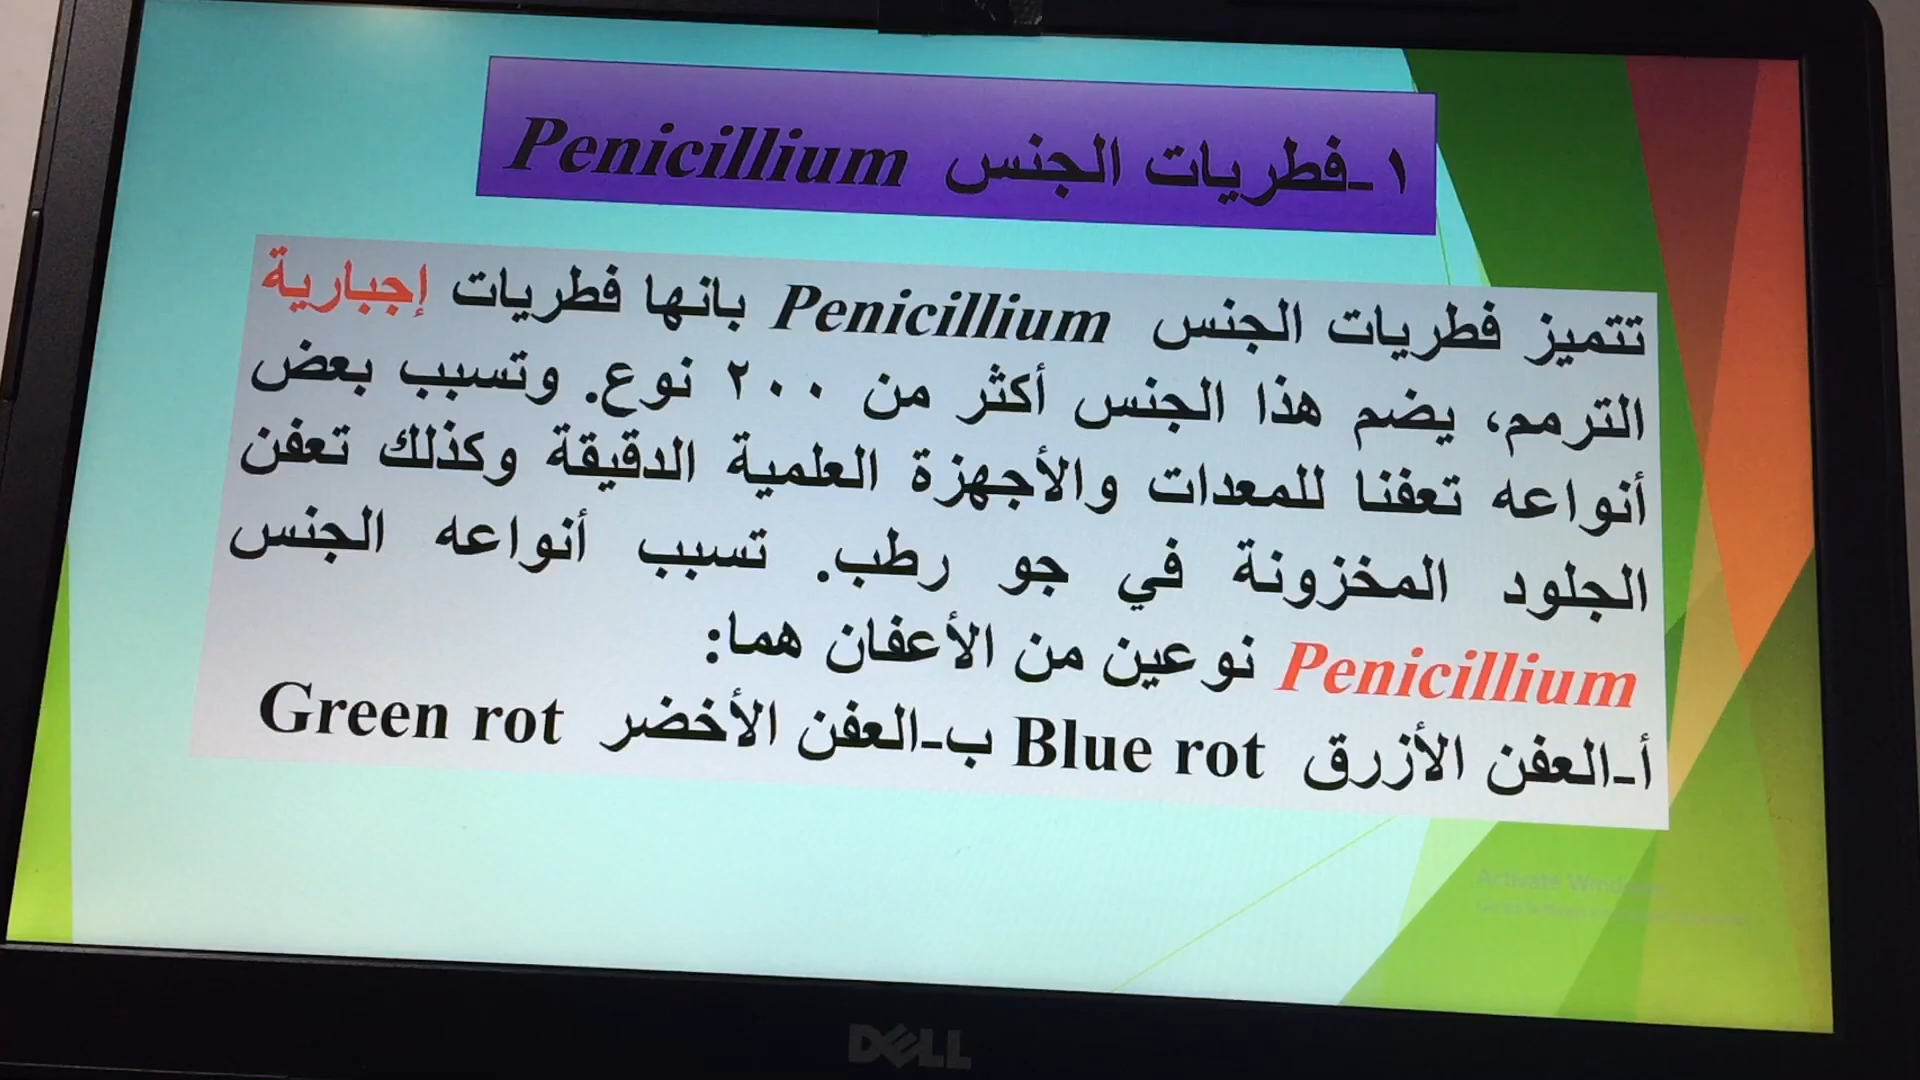 ١-فطريات الجنس Penicillium
تتميز فطريات الجنس Penicillium بانها فطريات إجبارية
الترمم، يضم هذا الجنس أكثر من ٢٠٠ نوع. وتسبب بعض
أنواعه تعفنا للمعدات والأجهزة العلمية الدقيقة وكذلك تعفن
الجلود المخزونة في جو رطب. تسبب أنواعه الجنس
Penicillium نوعين من الأعفان هما:
أ-العفن الأزرق Blue rot ب-العفن الأخضر Green rot
Activate Windows
DELL